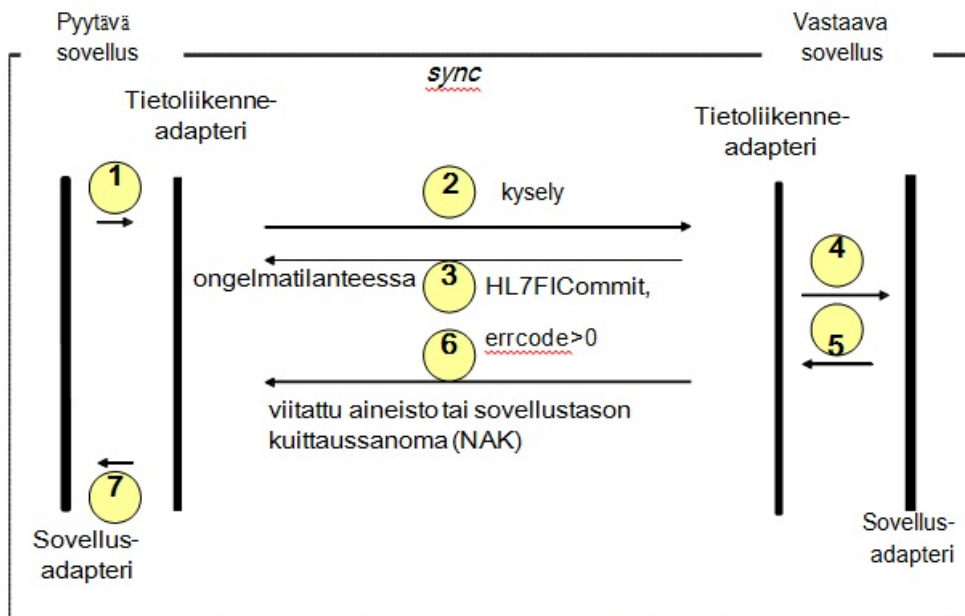 Pyytävä
sovellus
Vastaava
sovellus
sync
Tietoliikenne-
adapteri
Tietoliikenne-
adapteri
1
2
kysely
4
ongelmatilanteessa
3
HL7FICommit,
errcode>0
6
5
viitattu aineisto tai sovellustason
kuittaussanoma (NAK)
7
Sovellus-
adapteri
Sovellus-
adapteri